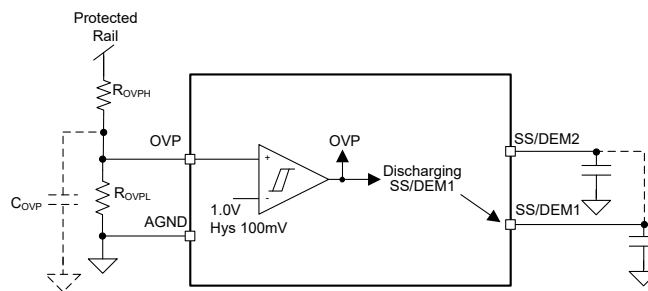 Protected
Rail
R_OVPH
OVP
OVP
SS/DEM2
Discharging
SS/DEM1
C_OVP
R_OVPL
+
-
1.0V
Hys 100mV
AGND
SS/DEM1